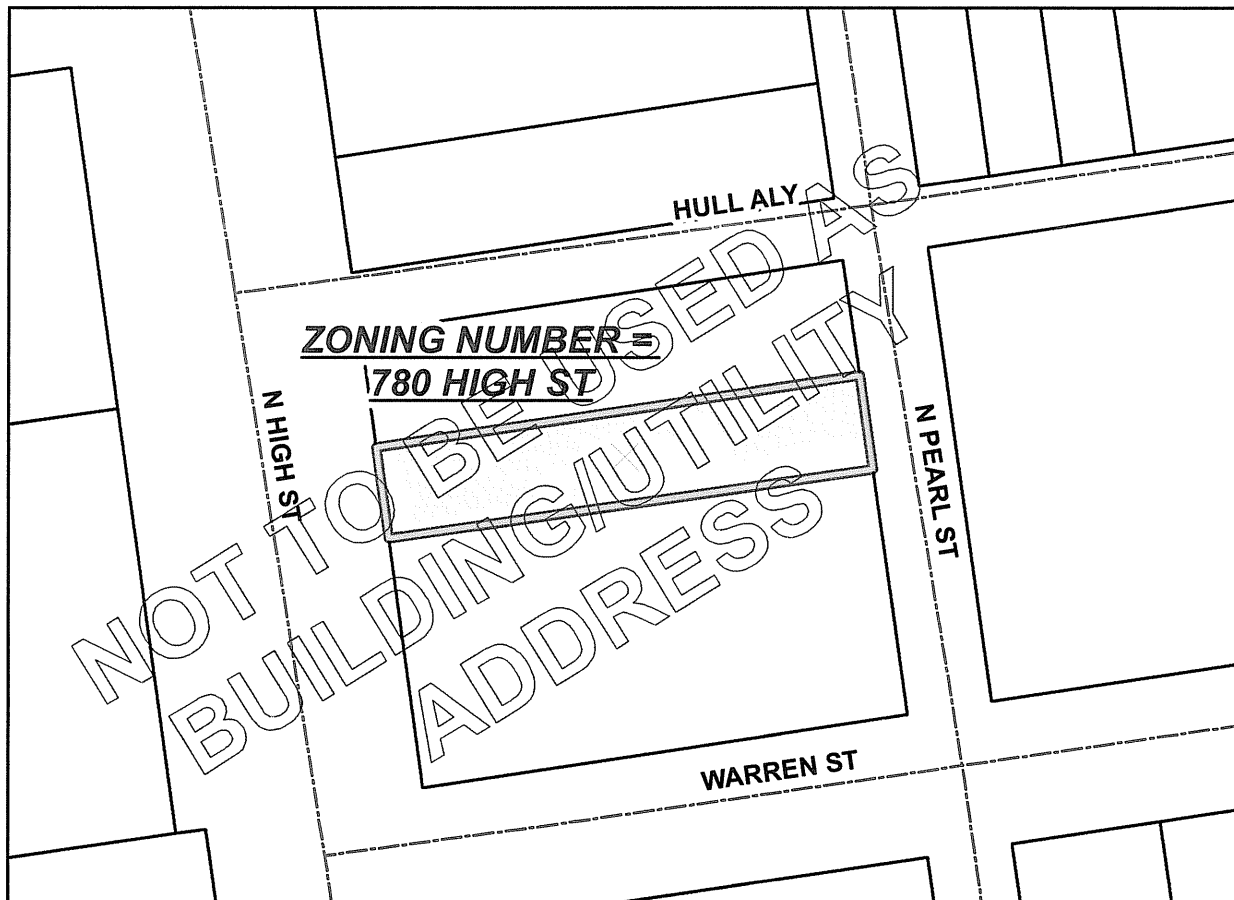 HULL ALY
ZONING NUMBER =
780 HIGH ST
N HIGH ST
N PEARL ST
WARREN ST
NOT TO BE USED AS
BUILDING/UTILITY
ADDRESS